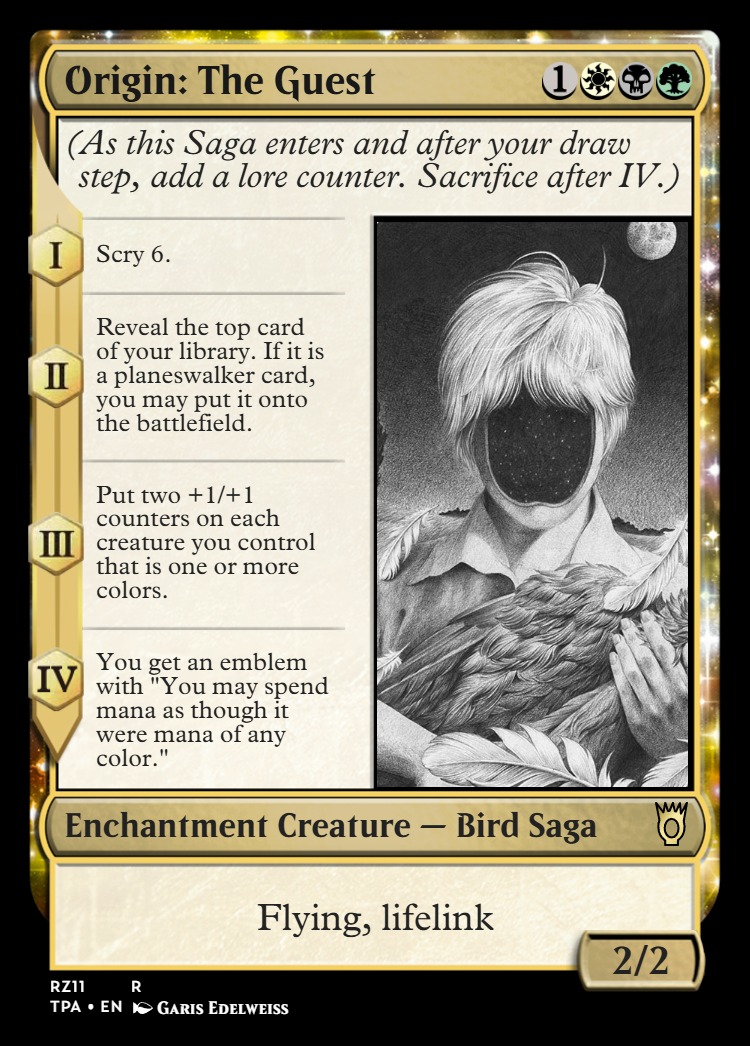 Origin: The Guest
1
(As this Saga enters and after your draw
step, add a lore counter. Sacrifice after IV.)
I
Scry 6.
II
Reveal the top card
of your library. If it is
a planeswalker card,
you may put it onto
the battlefield.
III
Put two +1/+1
counters on each
creature you control
that is one or more
colors.
IV
You get an emblem
with "You may spend
mana as though it
were mana of any
color."
Enchantment Creature — Bird Saga
Flying, lifelink
2/2
RZ11 R
TPA • EN Garis Edelweiss